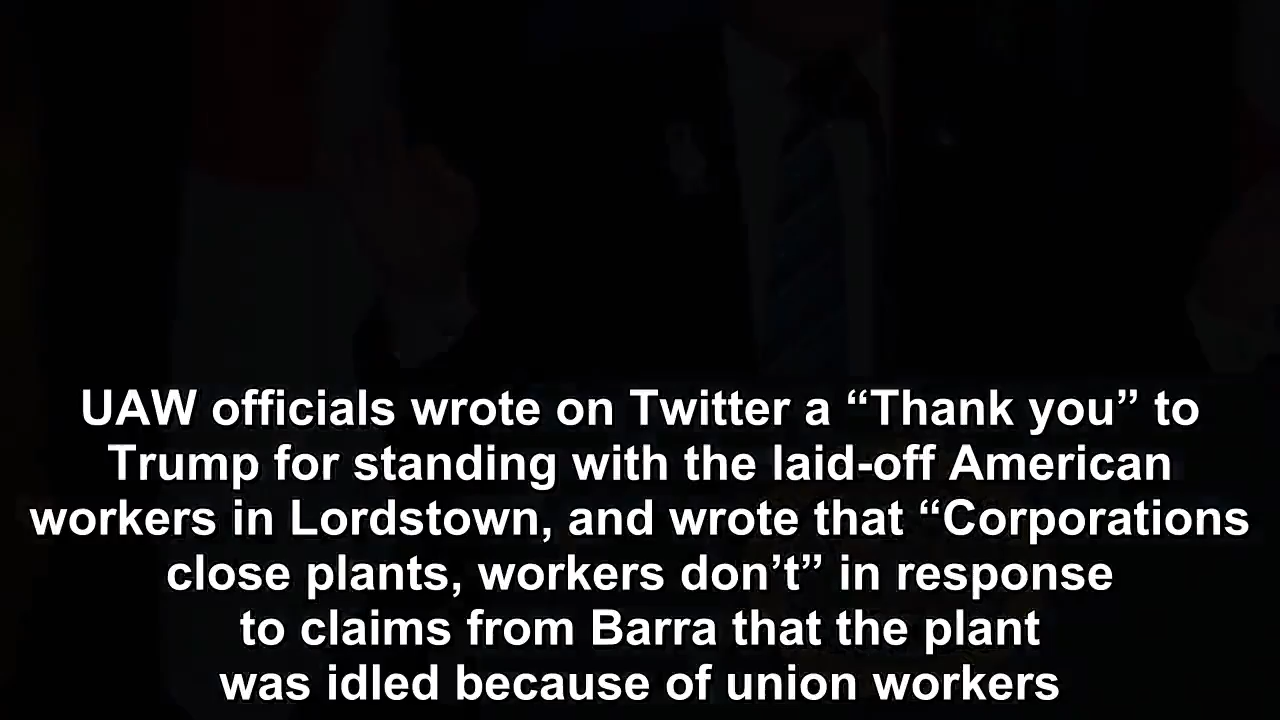 UAW officials wrote on Twitter a “Thank you” to
Trump for standing with the laid-off American
workers in Lordstown, and wrote that “Corporations
close plants, workers don’t” in response
to claims from Barra that the plant
was idled because of union workers